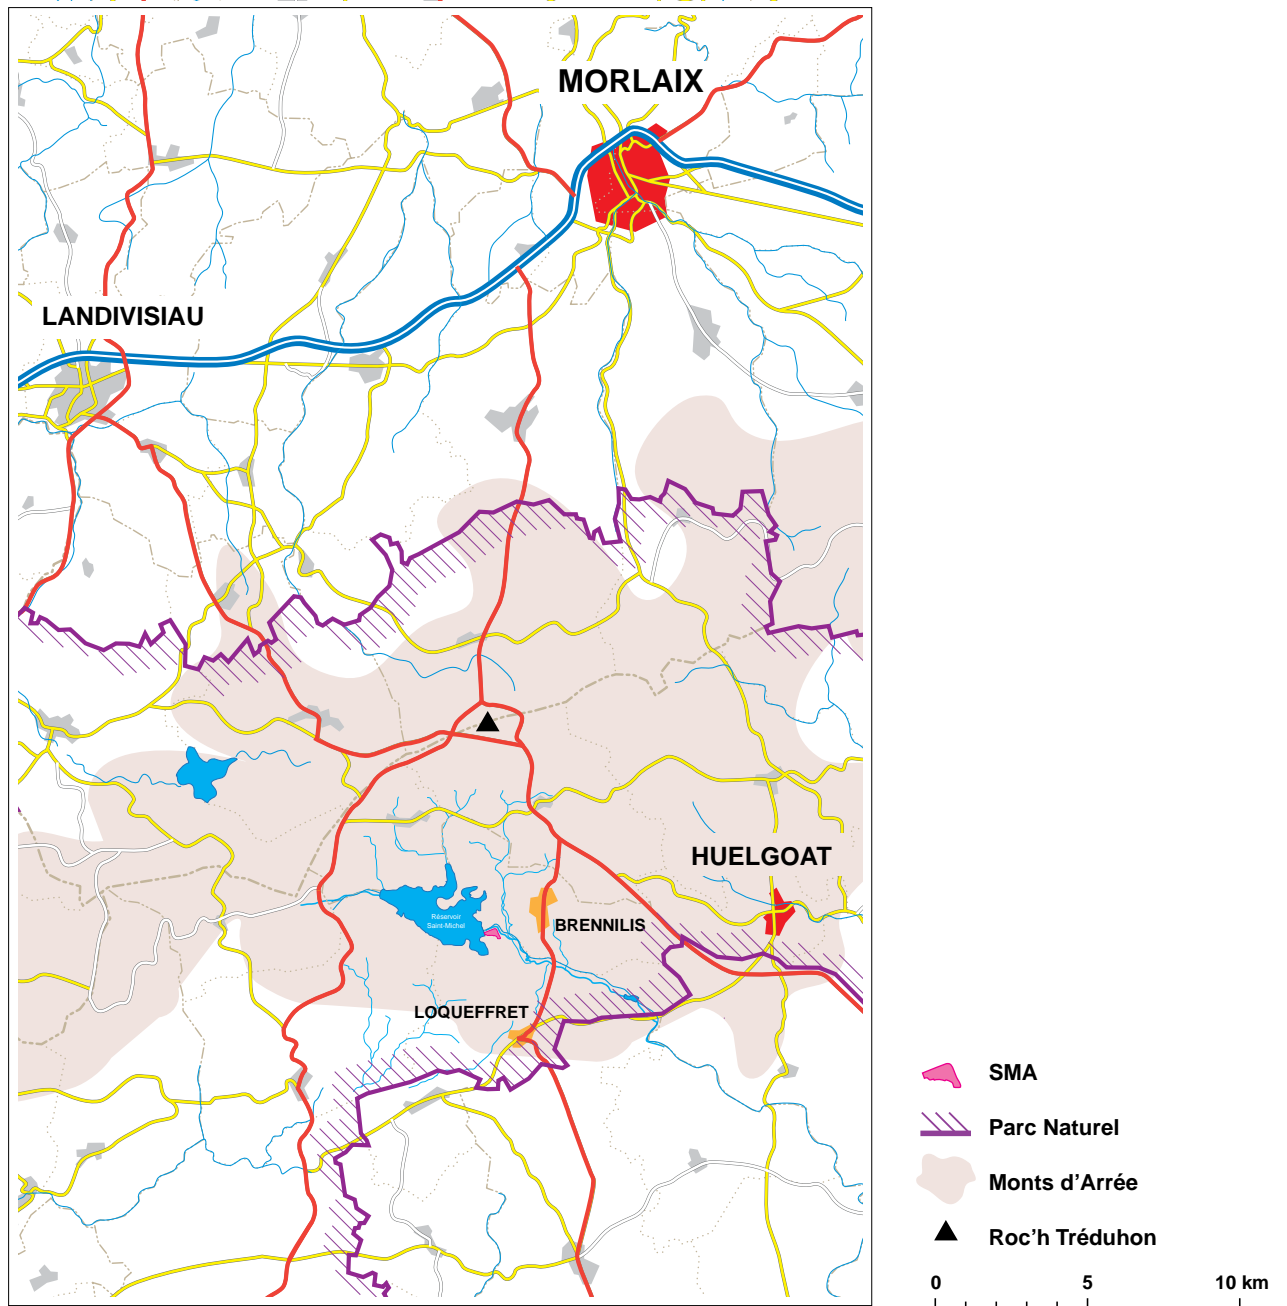 MORLAIX
LANDIVISIAU
HUELGOAT
Réservoir
Saint-Michel
BRENNILIS
LOQUEFFRET
SMA
Parc Naturel
Monts d'Arrée
Roc'h Tréduhon
0 5 10 km